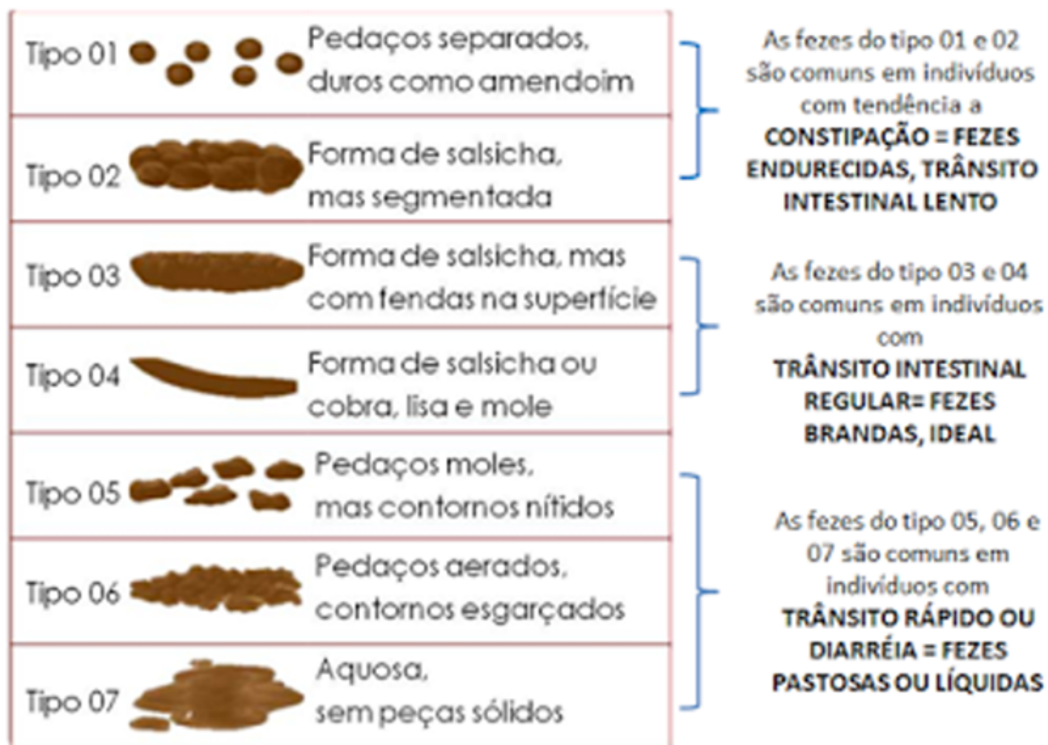 Tipo 01
Pedaços separados,
duros como amendoim
Tipo 02
Forma de salsicha,
mas segmentada
Tipo 03
Forma de salsicha, mas
com fendas na superfície
Tipo 04
Forma de salsicha ou
cobra, lisa e mole
Tipo 05
Pedaços moles,
mas contornos nítidos
Tipo 06
Pedaços aerados,
contornos esgarçados
Tipo 07
Aquosa,
sem peças sólidos
As fezes do tipo 01 e 02
são comuns em indivíduos
com tendência a
CONSTIPAÇÃO = FEZES
ENDURECIDAS, TRÂNSITO
INTESTINAL LENTO
As fezes do tipo 03 e 04
são comuns em indivíduos
com
TRÂNSITO INTESTINAL
REGULAR= FEZES
BRANDAS, IDEAL
As fezes do tipo 05, 06 e
07 são comuns em
indivíduos com
TRÂNSITO RÁPIDO OU
DIARRÉIA = FEZES
PASTOSAS OU LÍQUIDAS